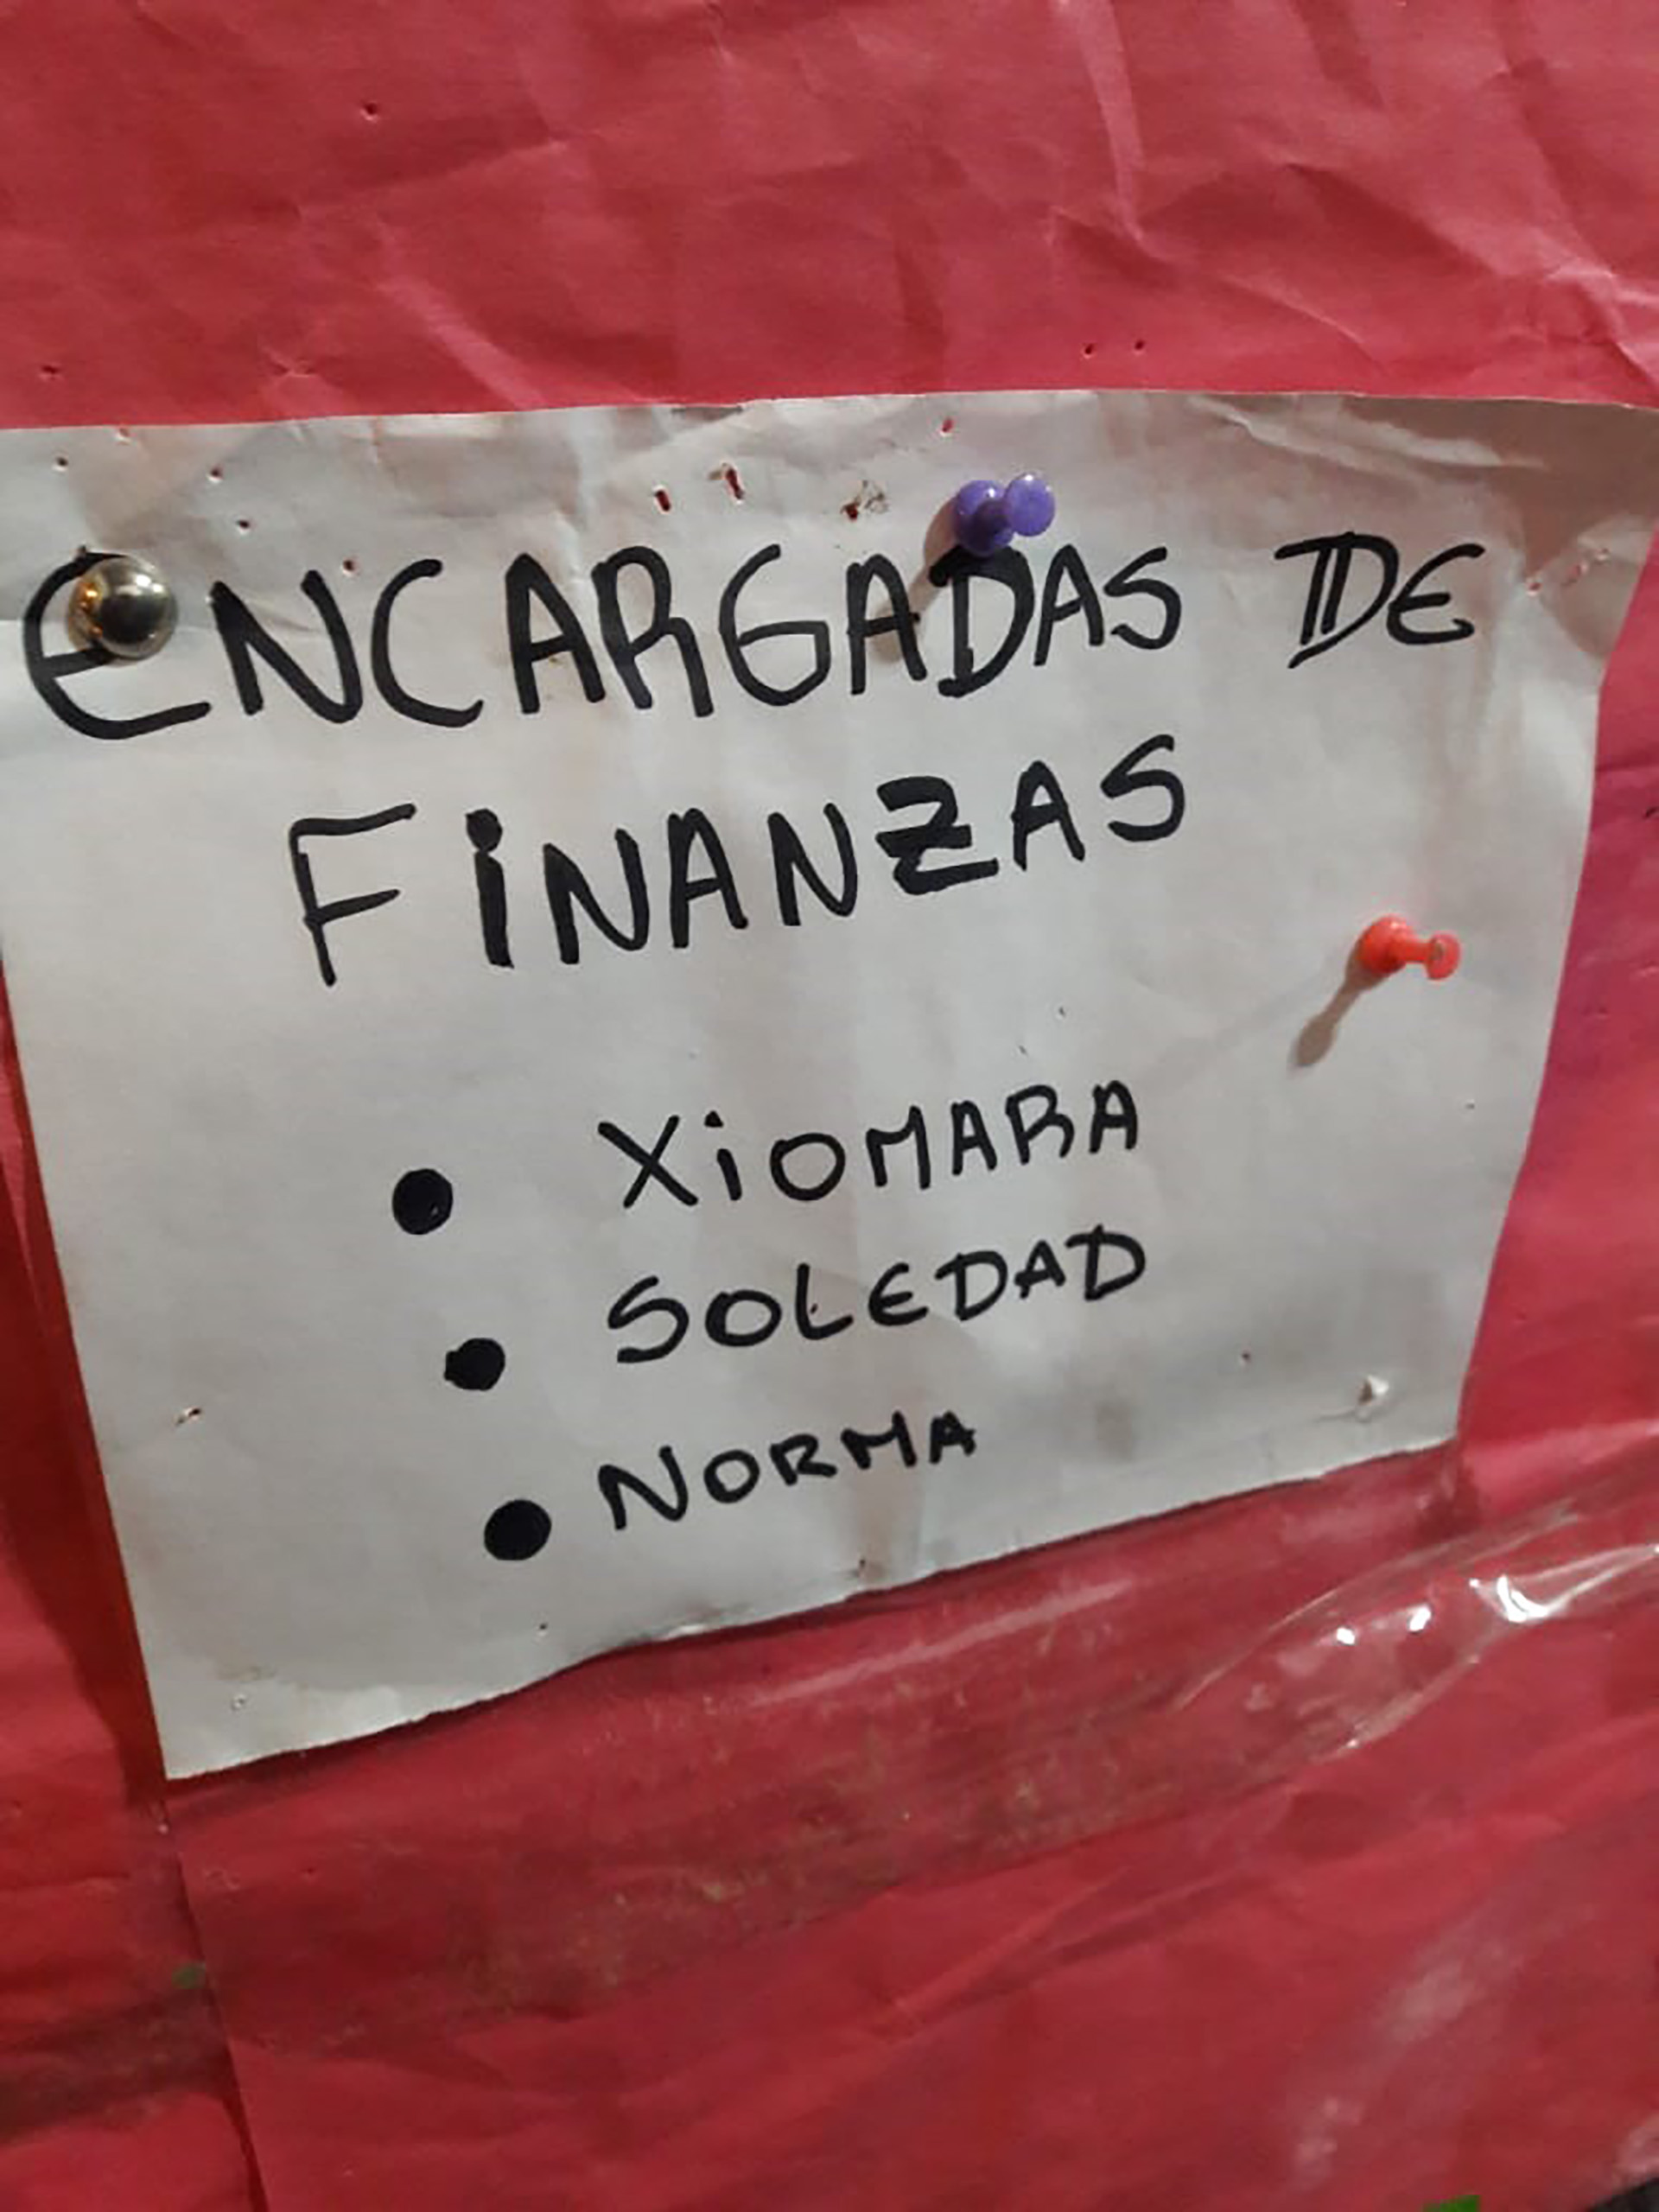 ENCARGADAS DE
FINANZAS
• XIOMARA
• SOLEDAD
• NORMA